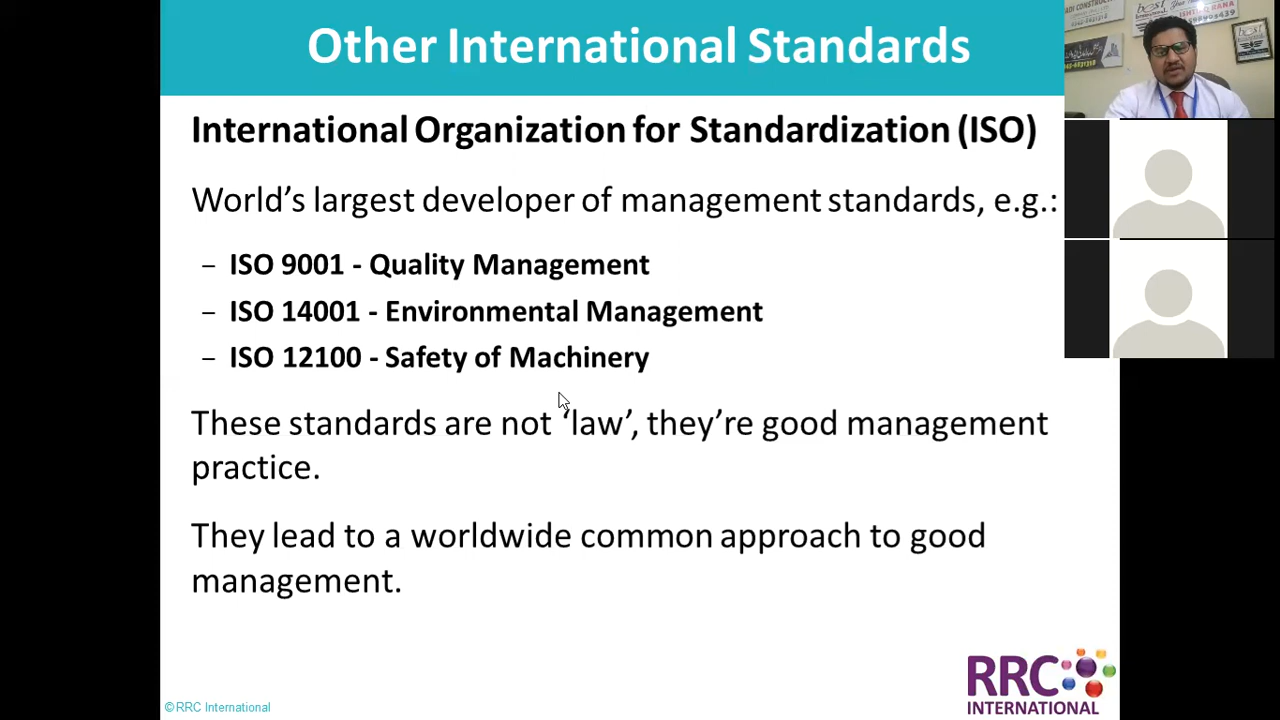 Other International Standards
International Organization for Standardization (ISO)
World's largest developer of management standards, e.g.:
– ISO 9001 - Quality Management
– ISO 14001 - Environmental Management
– ISO 12100 - Safety of Machinery
These standards are not ‘law’, they’re good management
practice.
They lead to a worldwide common approach to good
management.
RRC
INTERNATIONAL
©RRC International